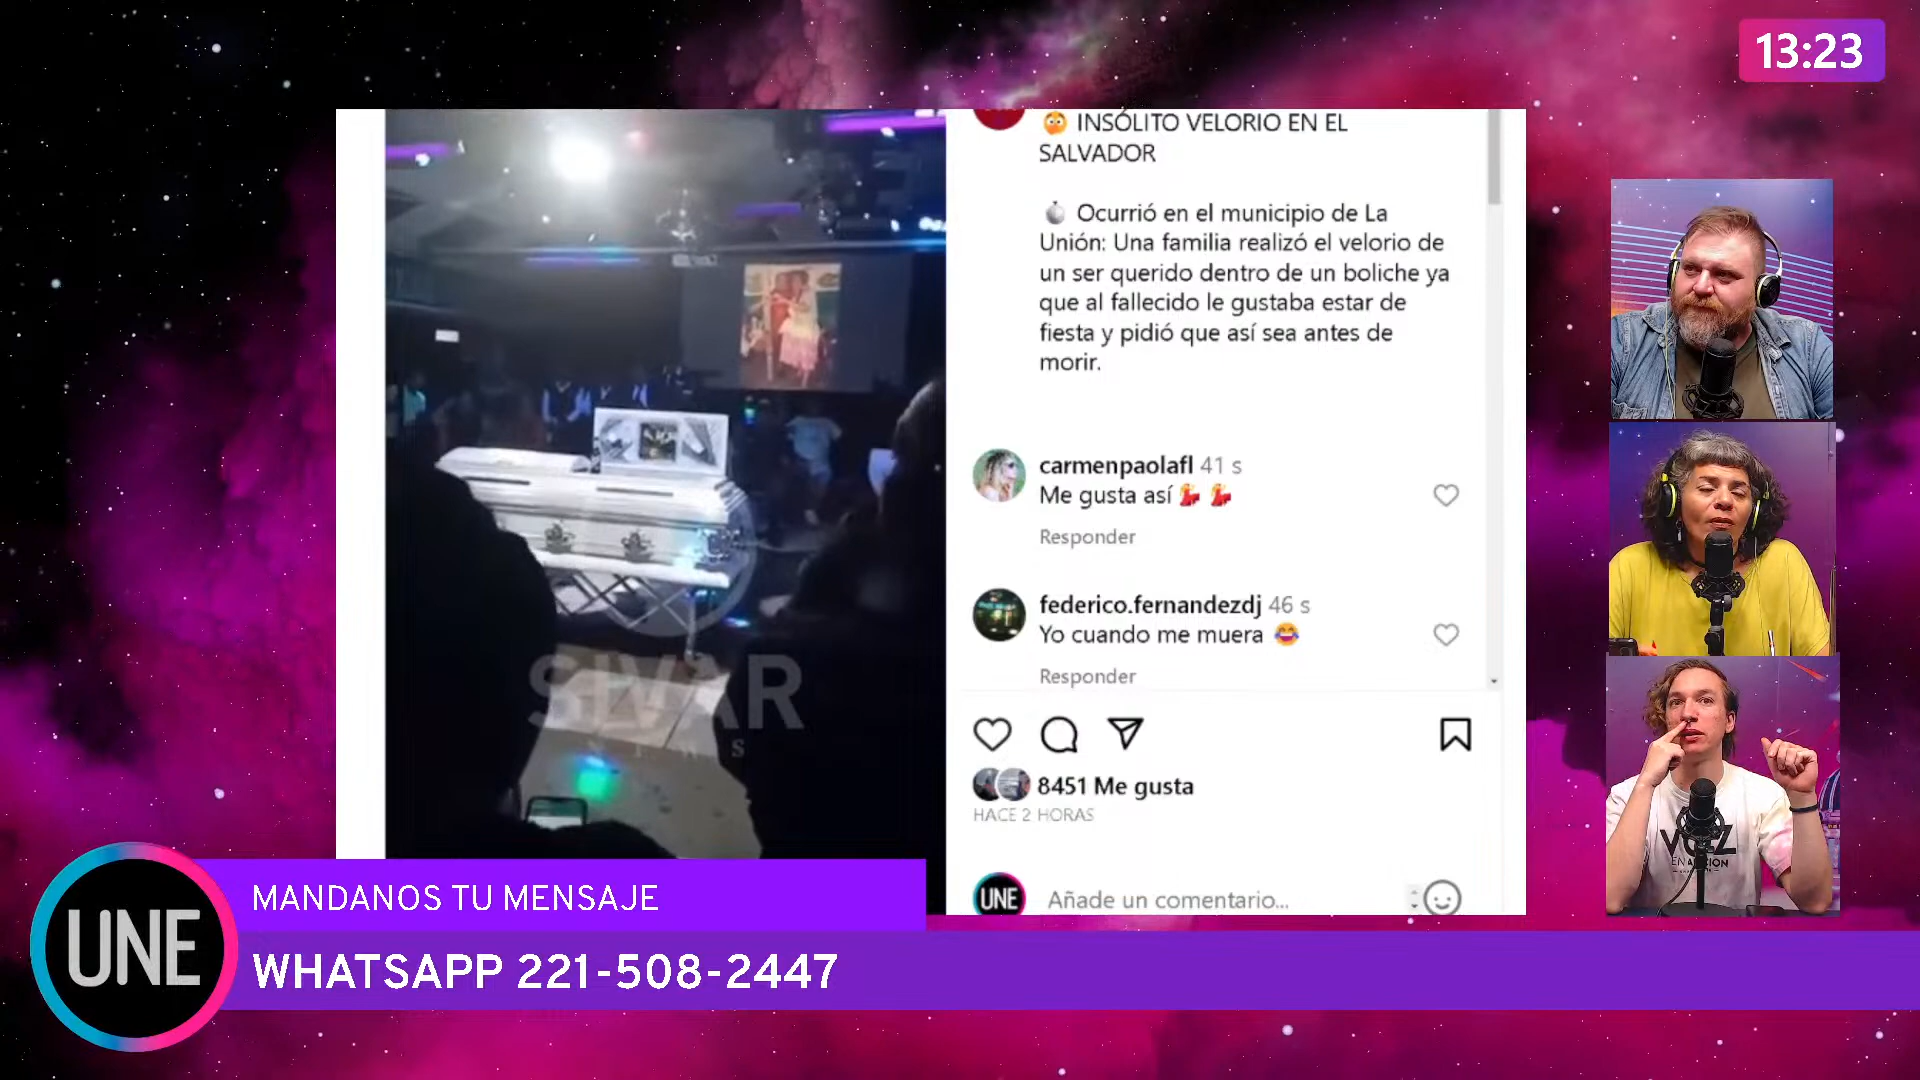 13:23
😳 INSÓLITO VELORIO EN EL
SALVADOR
Ocurrió en el municipio de La
Unión: Una familia realizó el velorio de
un ser querido dentro de un boliche ya
que al fallecido le gustaba estar de
fiesta y pidió que así sea antes de
morir.
carmenpaolafl 41 s
Me gusta así 💃 💃
Responder
federico.fernandezdj 46 s
Yo cuando me muera 😂
Responder
8451 Me gusta
HACE 2 HORAS
UNE
Añade un comentario...
SIVAR
NEWS
VOZ
EN ACCION
MANDANOS TU MENSAJE
UNE
WHATSAPP 221-508-2447